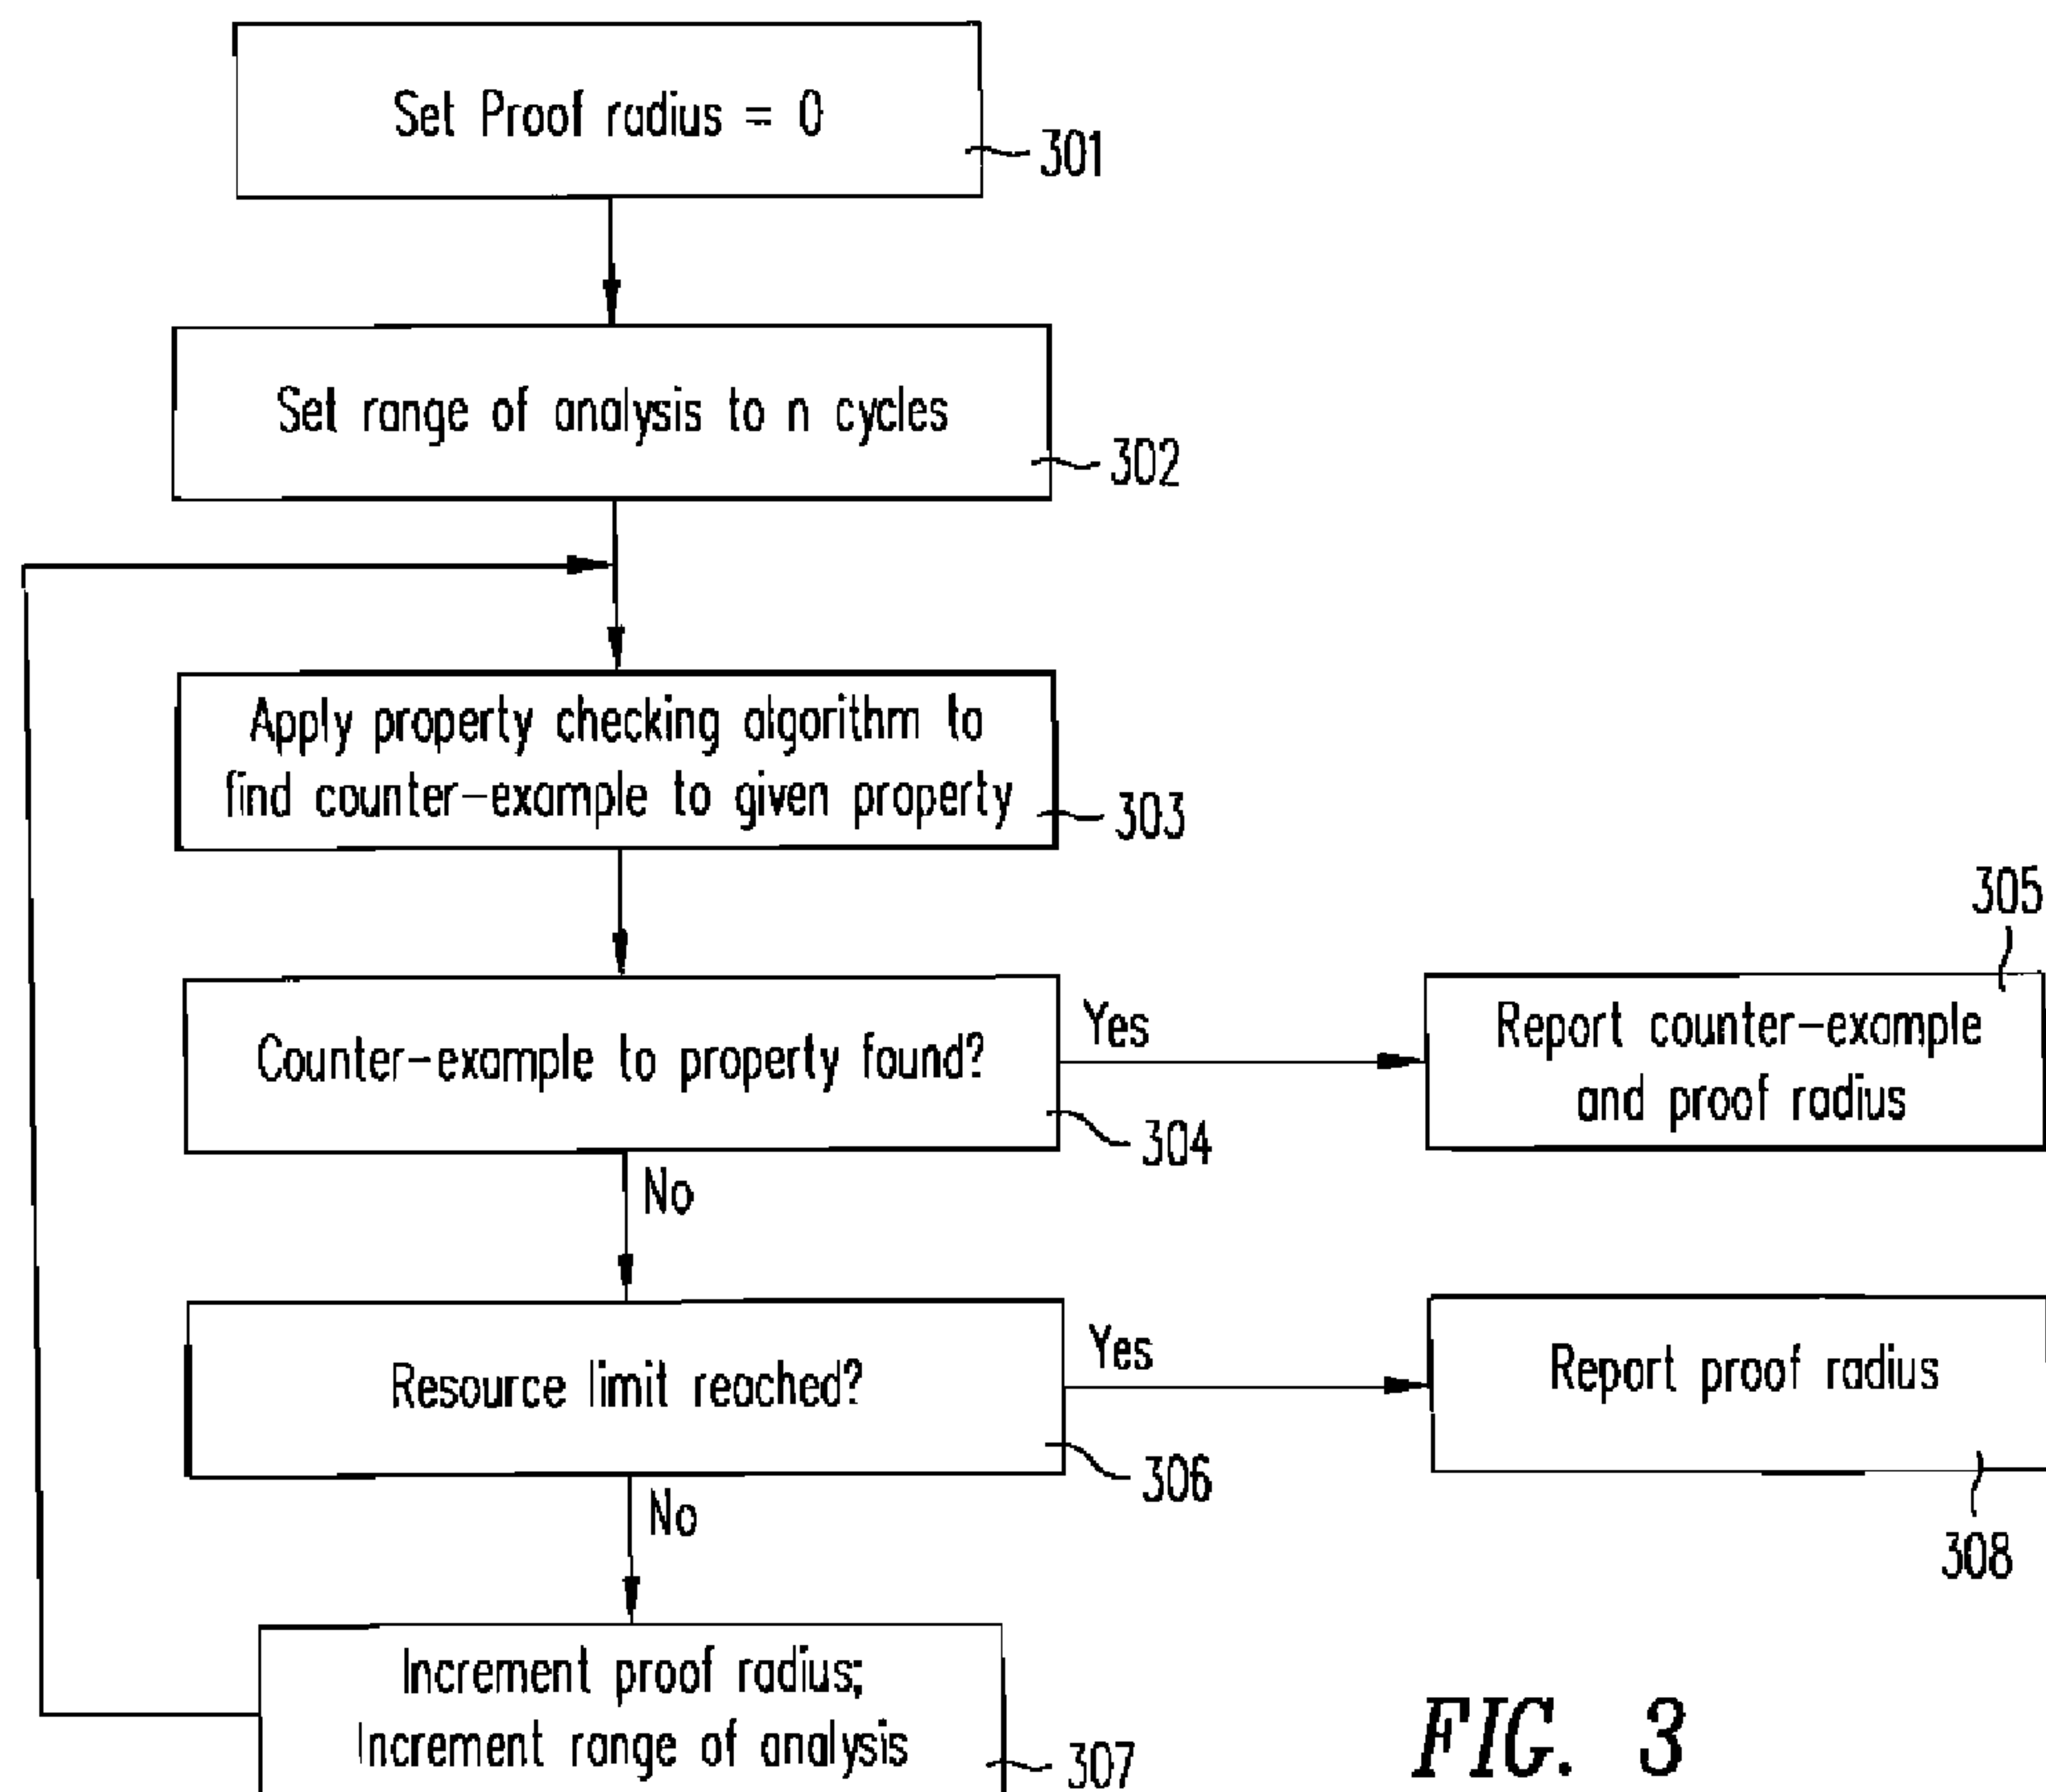 Set Proof radius = 0
301
Set range of analysis to n cycles
302
Apply property checking algorithm to
find counter-example to given property
303
305
Counter-example to property found?
Yes
Report counter-example
and proof radius
304
No
Resource limit reached?
Yes
Report proof radius
306
No
308
Increment proof radius;
Increment range of analysis
307
FIG. 3